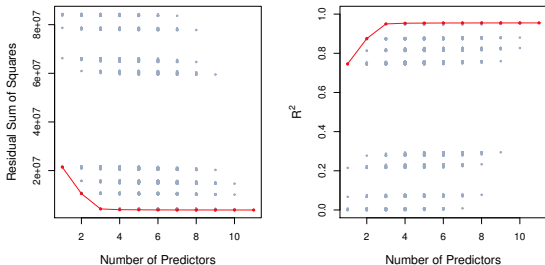 Residual Sum of Squares
8e+07
6e+07
4e+07
2e+07
2 4 6 8 10
Number of Predictors
R2
1.0
0.8
0.6
0.4
0.2
0.0
2 4 6 8 10
Number of Predictors